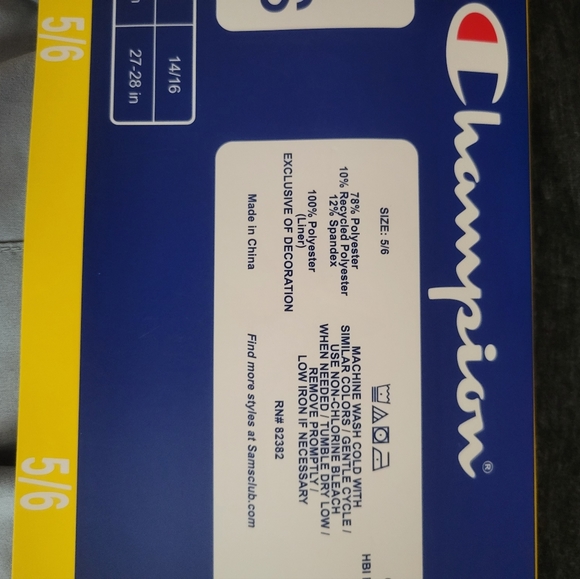 Champion®
SIZE: 5/6
78% Polyester
10% Recycled Polyester
12% Spandex
100% Polyester
(Liner)
EXCLUSIVE OF DECORATION
Made in China
MACHINE WASH COLD WITH
SIMILAR COLORS / GENTLE CYCLE /
USE NON-CHLORINE BLEACH
WHEN NEEDED / TUMBLE DRY LOW /
REMOVE PROMPTLY /
LOW IRON IF NECESSARY
RN# 82382
Find more styles at Samsclub.com
HBI
14/16
27-28 in
5/6
5/6